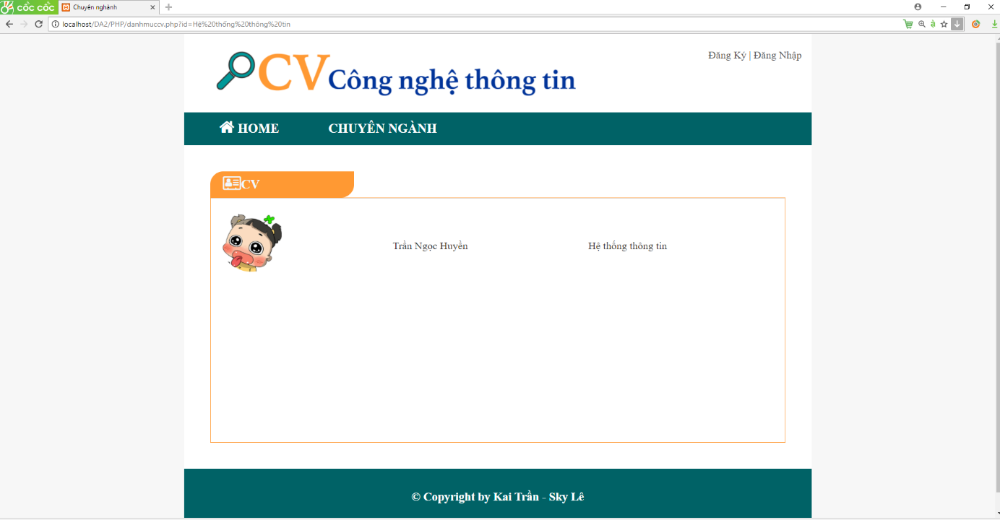 cốc cốc
Chuyên nghành
localhost/DA2/PHP/danhmuccv.php?id=Hệ%20thống%20thông%20tin
CV Công nghệ thông tin
Đăng Ký | Đăng Nhập
HOME
CHUYÊN NGÀNH
CV
Trần Ngọc Huyền
Hệ thống thông tin
© Copyright by Kai Trần - Sky Lê